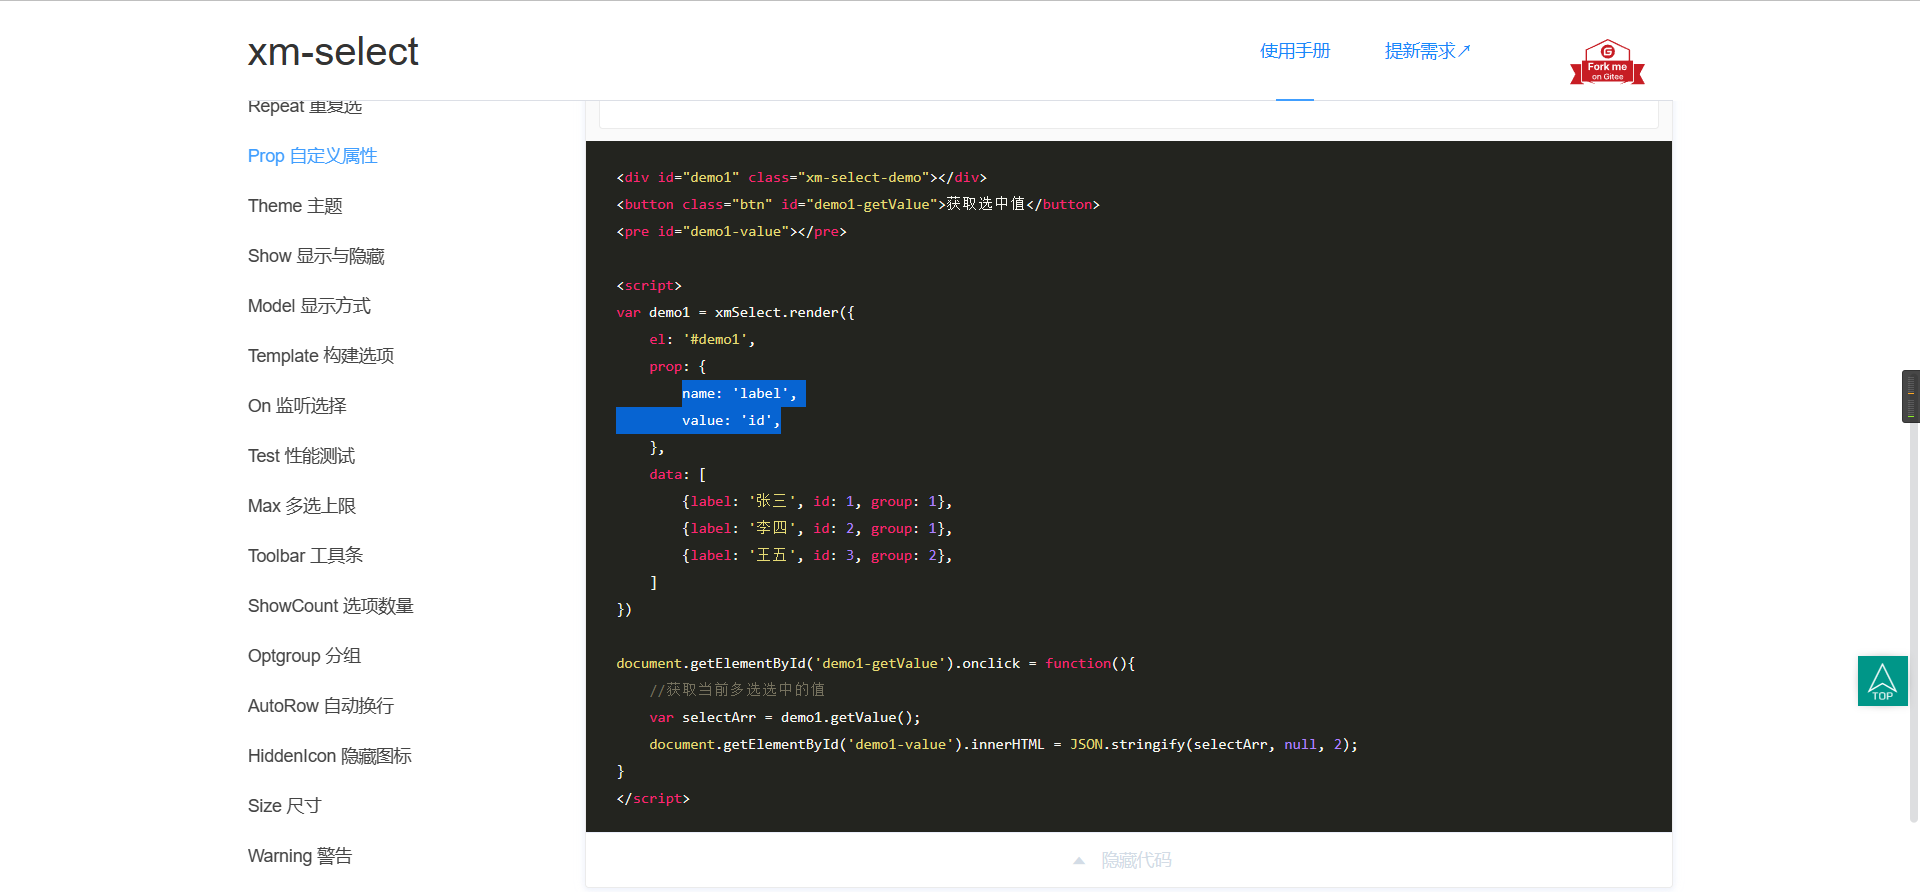 xm-select
使用手册
提新需求↗
G
Fork me
on Gitee
Repeat 重复选
Prop 自定义属性
Theme 主题
Show 显示与隐藏
Model 显示方式
Template 构建选项
On 监听选择
Test 性能测试
Max 多选上限
Toolbar 工具条
ShowCount 选项数量
Optgroup 分组
AutoRow 自动换行
HiddenIcon 隐藏图标
Size 尺寸
Warning 警告
<div id="demo1" class="xm-select-demo"></div>
<button class="btn" id="demo1-getValue">获取选中值</button>
<pre id="demo1-value"></pre>
<script>
var demo1 = xmSelect.render({
el: '#demo1',
prop: {
name: 'label',
value: 'id',
},
data: [
{label: '张三', id: 1, group: 1},
{label: '李四', id: 2, group: 1},
{label: '王五', id: 3, group: 2},
]
})
document.getElementById('demo1-getValue').onclick = function(){
//获取当前多选选中的值
var selectArr = demo1.getValue();
document.getElementById('demo1-value').innerHTML = JSON.stringify(selectArr, null, 2);
}
</script>
隐藏代码
TOP